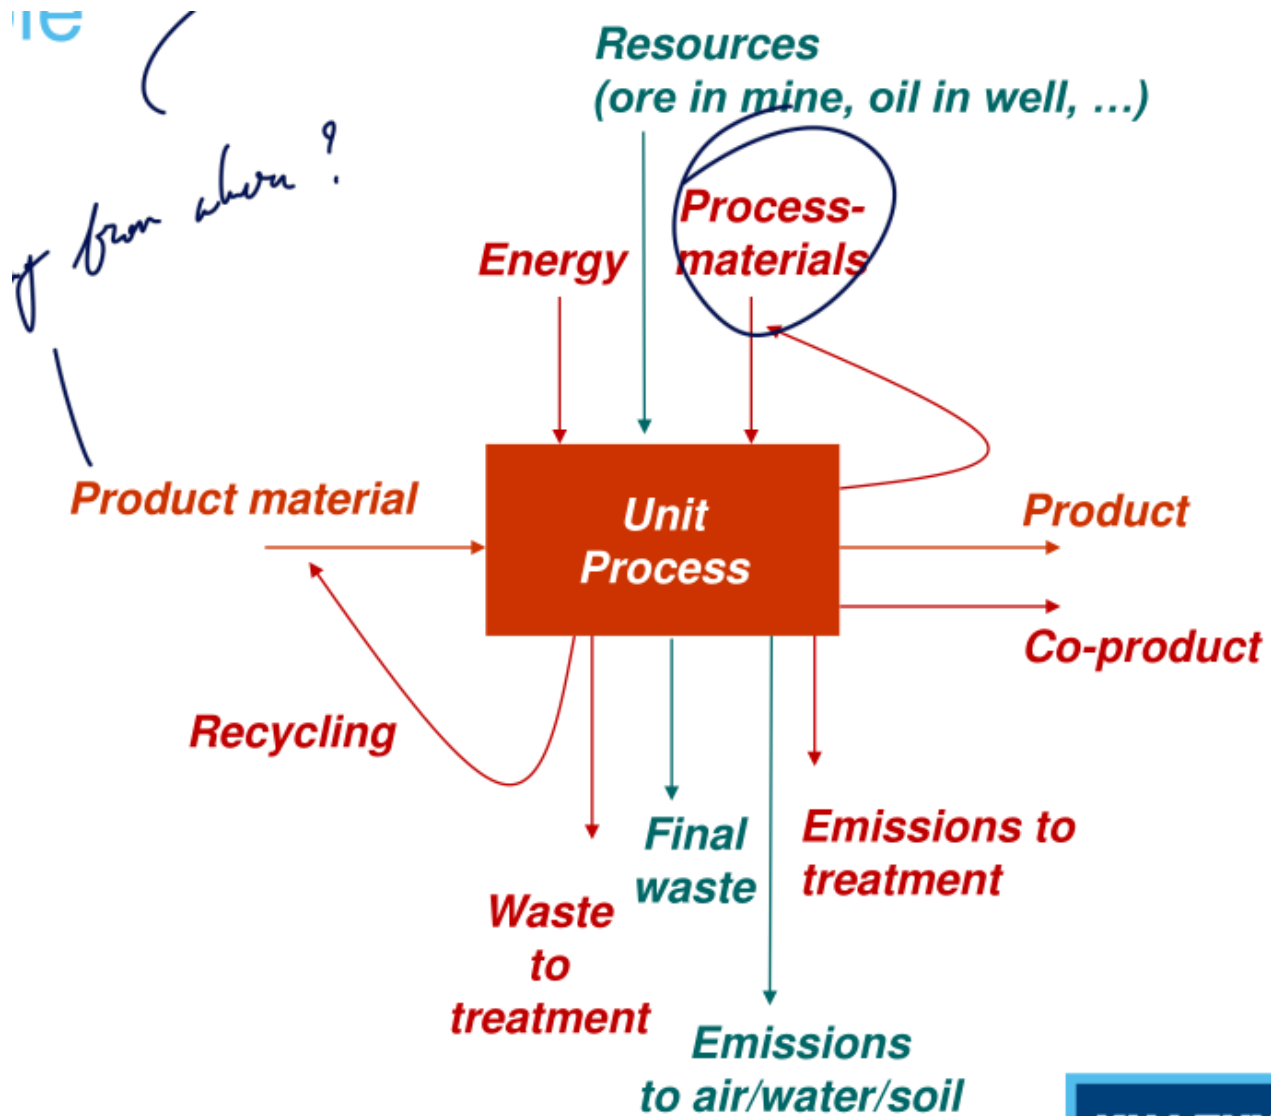 Resources
(ore in mine, oil in well, ...)
from where ?
Process-
materials
Energy
Product material
Unit
Process
Product
Co-product
Recycling
Final
waste
Emissions to
treatment
Waste
to
treatment
Emissions
to air/water/soil